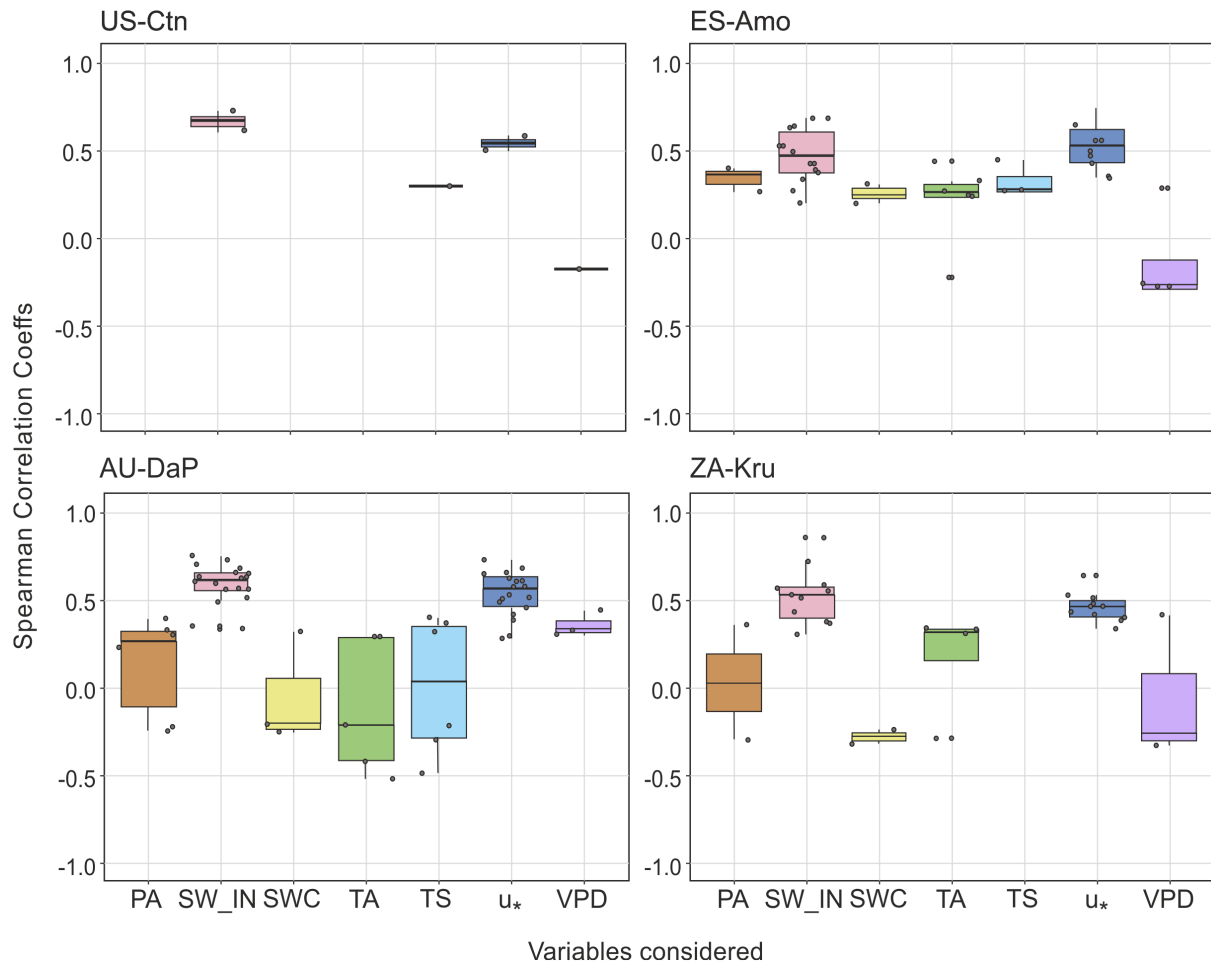 US-Ctn
ES-Amo
1.0
0.5
0.0
-0.5
-1.0
1.0
0.5
0.0
-0.5
-1.0
Spearman Correlation Coeffs
AU-DaP
ZA-Kru
1.0
0.5
0.0
-0.5
-1.0
1.0
0.5
0.0
-0.5
-1.0
PA SW_IN SWC TA TS u* VPD
PA SW_IN SWC TA TS u* VPD
Variables considered